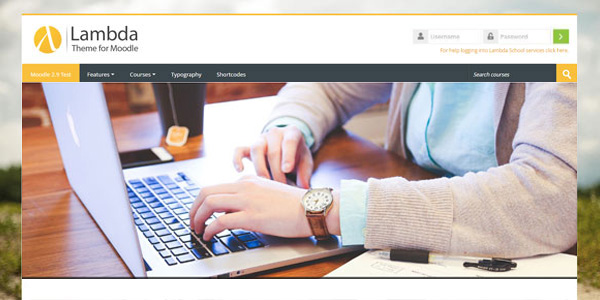 Lambda
Theme for Moodle
Username
Password
For help logging into Lambda School services click here.
Moodle 2.9 Test
Features
Courses
Typography
Shortcodes
Search courses